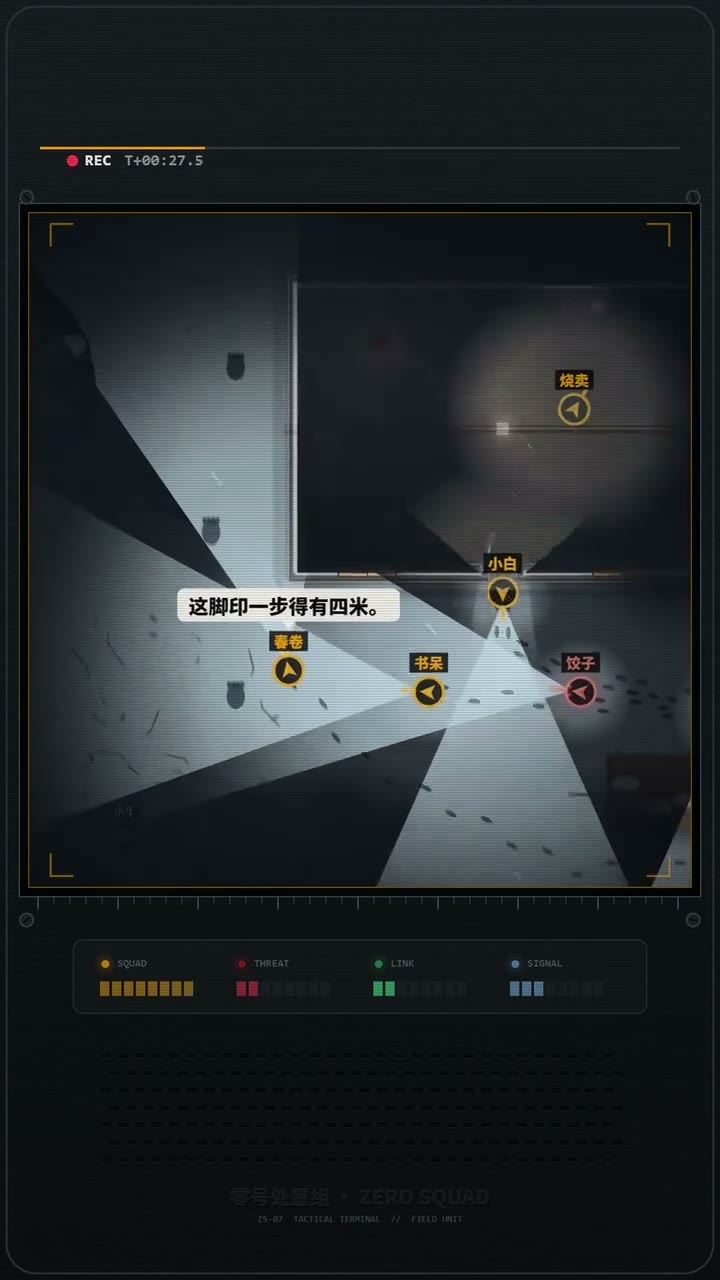 REC T+00:27.5
烧卖
小白
这脚印一步得有四米。
春卷
书呆
饺子
小车
SQUAD THREAT LINK SIGNAL
零号处置组 · ZERO SQUAD
ZS-07 TACTICAL TERMINAL // FIELD UNIT